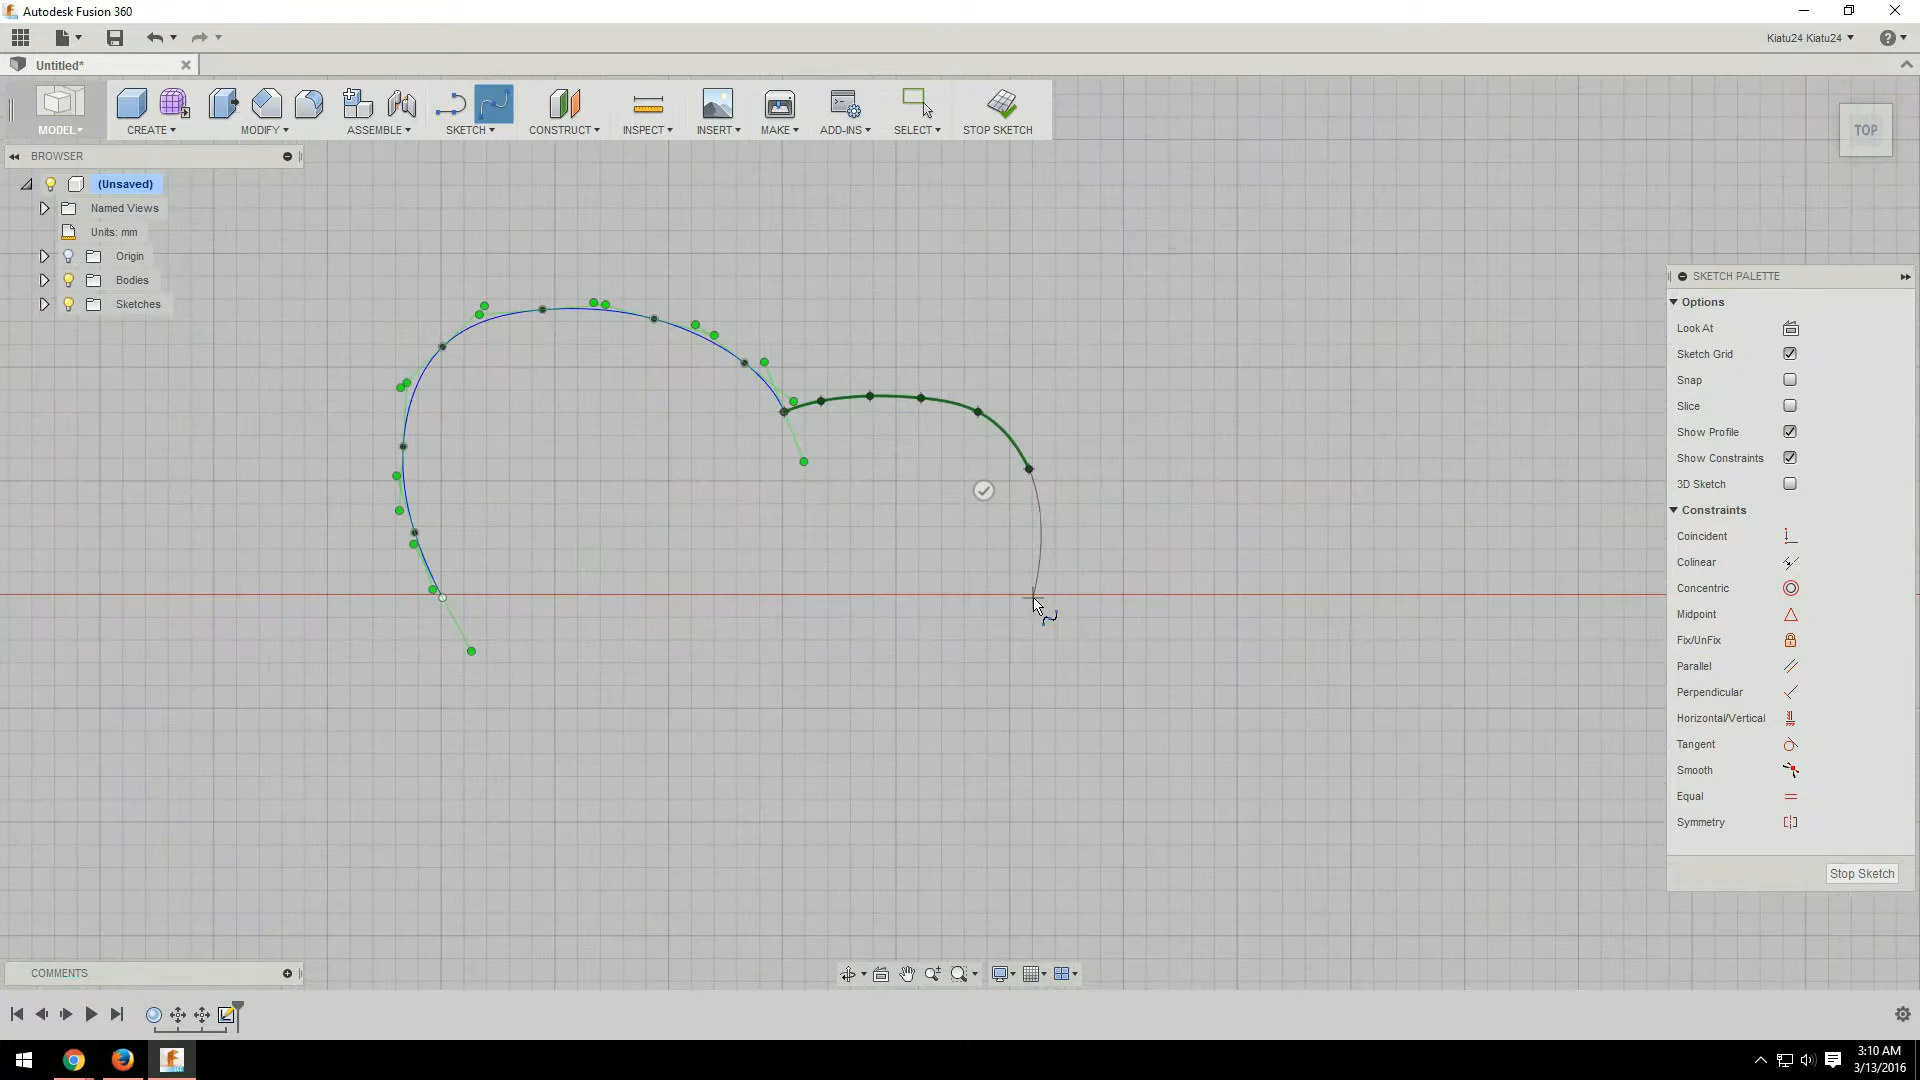 Autodesk Fusion 360
Kiatu24 Kiatu24
Untitled*
MODEL
CREATE
MODIFY
ASSEMBLE
SKETCH
CONSTRUCT
INSPECT
INSERT
MAKE
ADD-INS
SELECT
STOP SKETCH
TOP
BROWSER
(Unsaved)
Named Views
Units: mm
Origin
Bodies
Sketches
SKETCH PALETTE
Options
Look At
Sketch Grid
Snap
Slice
Show Profile
Show Constraints
3D Sketch
Constraints
Coincident
Colinear
Concentric
Midpoint
Fix/UnFix
Parallel
Perpendicular
Horizontal/Vertical
Tangent
Smooth
Equal
Symmetry
Stop Sketch
COMMENTS
3:10 AM
3/13/2016